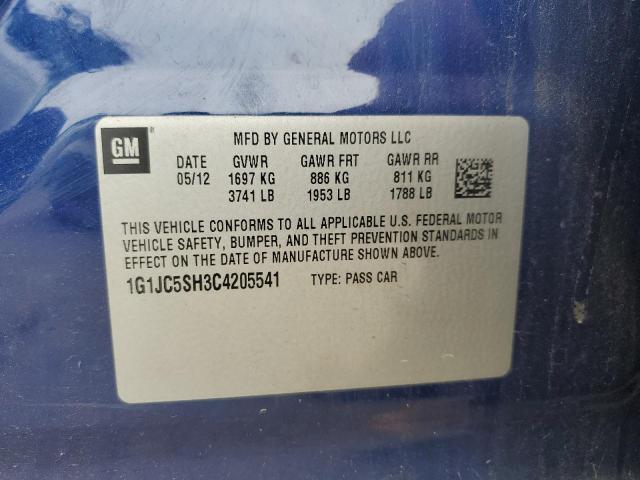 GM ®
MFD BY GENERAL MOTORS LLC
DATE GVWR GAWR FRT GAWR RR
05/12 1697 KG 886 KG 811 KG
3741 LB 1953 LB 1788 LB
THIS VEHICLE CONFORMS TO ALL APPLICABLE U.S. FEDERAL MOTOR
VEHICLE SAFETY, BUMPER, AND THEFT PREVENTION STANDARDS IN
EFFECT ON THE DATE OF MANUFACTURE SHOWN ABOVE.
1G1JC5SH3C4205541 TYPE: PASS CAR